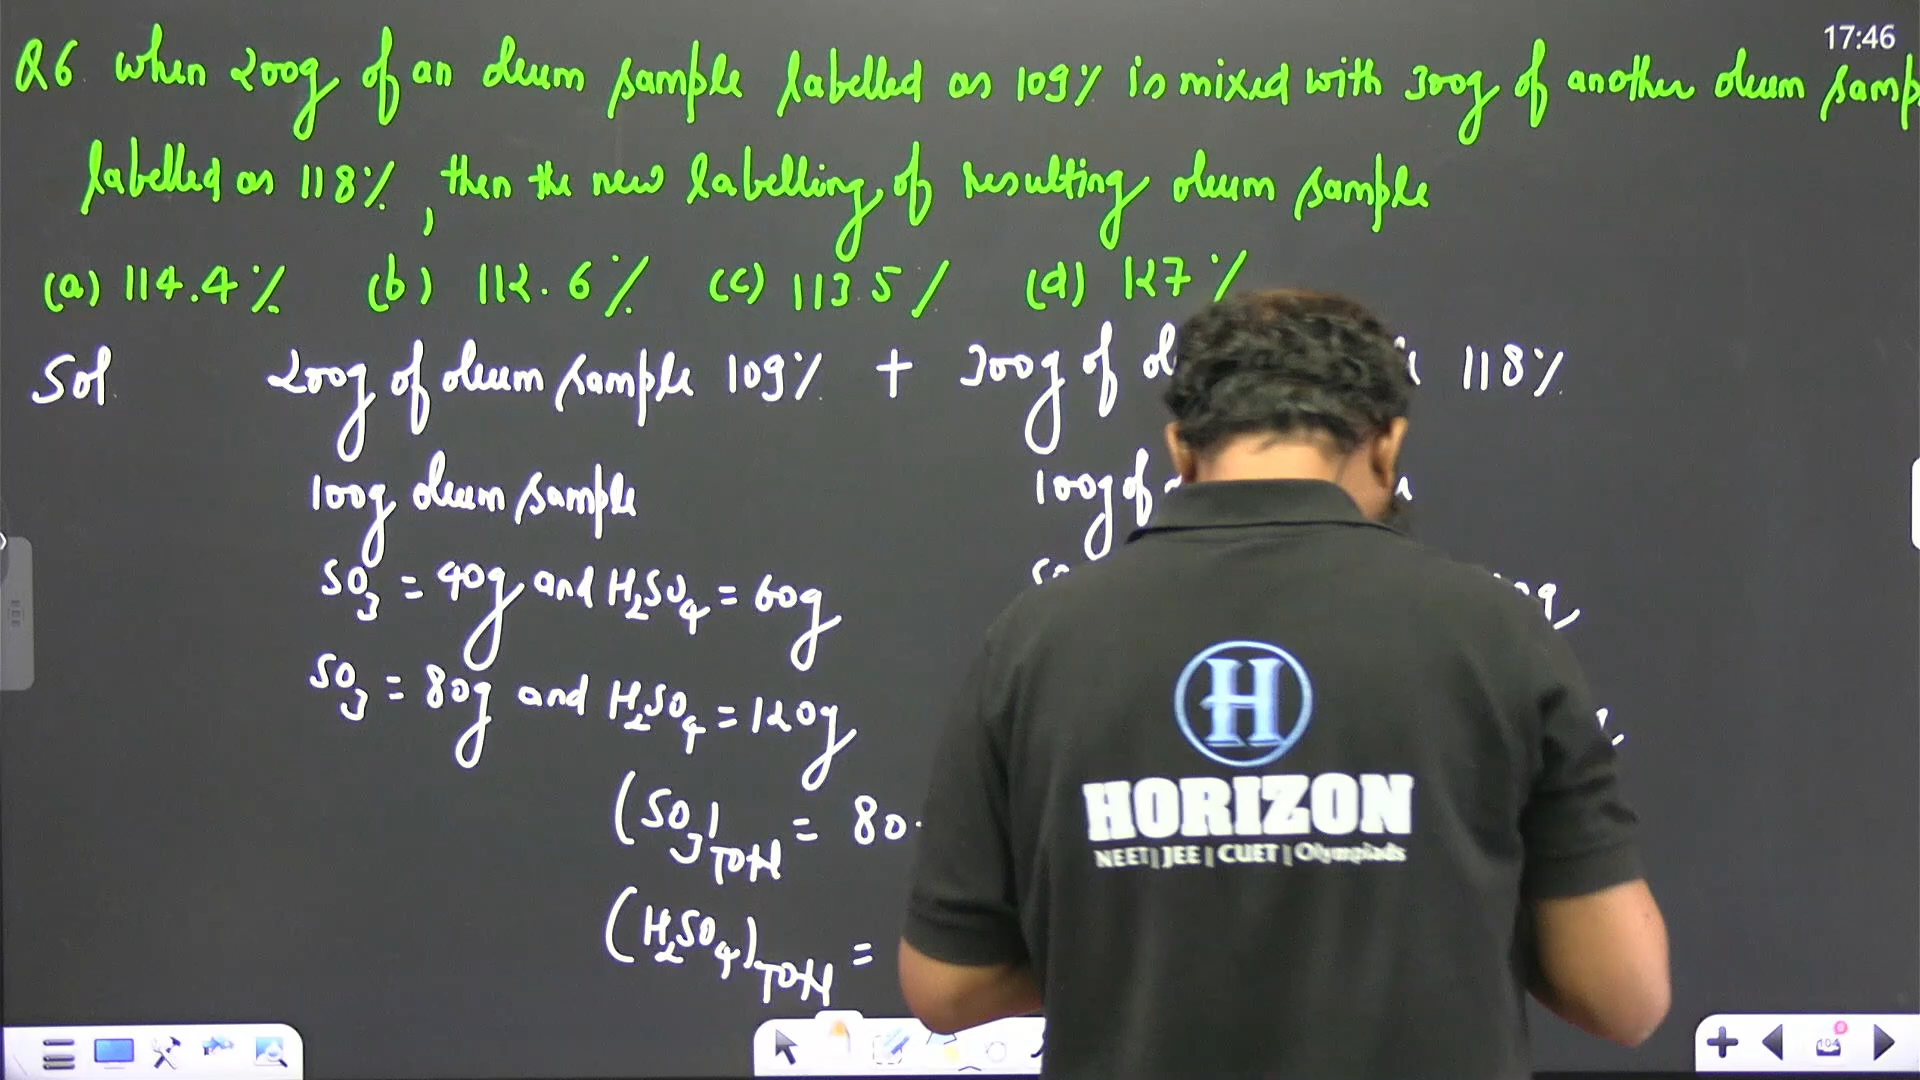 17:46
Q6 when 200g of an oleum sample labelled as 109% is mixed with 300g of another oleum samp
labelled as 118%, then the new labelling of resulting oleum sample
(a) 114.4% (b) 112.6% (c) 113.5% (d) 127%
Sol 200g of oleum sample 109% + 300g of ol 118%
100g oleum sample 100g of
SO3 = 40g and H2SO4 = 60g
SO3 = 80g and H2SO4 = 120g
(SO3)Total = 80
(H2SO4)Total =
H
HORIZON
NEET | JEE | CUET | Olympiads